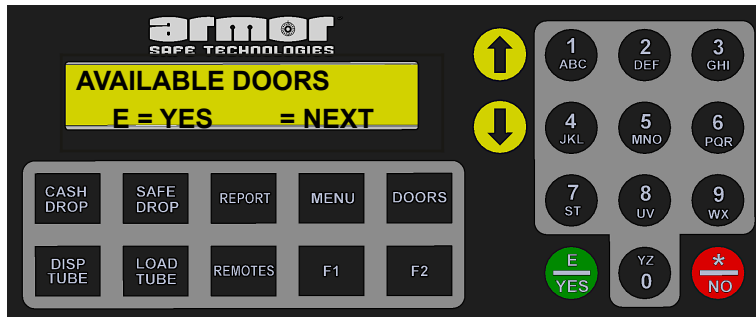 armor
SAFE TECHNOLOGIES
AVAILABLE DOORS
E = YES = NEXT
CASH DROP
SAFE DROP
REPORT
MENU
DOORS
DISP TUBE
LOAD TUBE
REMOTES
F1
F2
1
ABC
2
DEF
3
GHI
4
JKL
5
MNO
6
PQR
7
ST
8
UV
9
WX
E
YES
YZ
0
*
NO